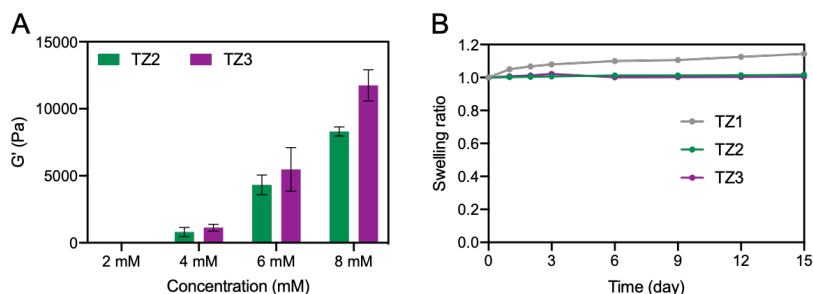 A
G' (Pa)
15000
10000
5000
0
TZ2 TZ3
2 mM 4 mM 6 mM 8 mM
Concentration (mM)
B
Swelling ratio
1.2
1.0
0.8
0.6
0.4
0.2
0.0
TZ1
TZ2
TZ3
0 3 6 9 12 15
Time (day)